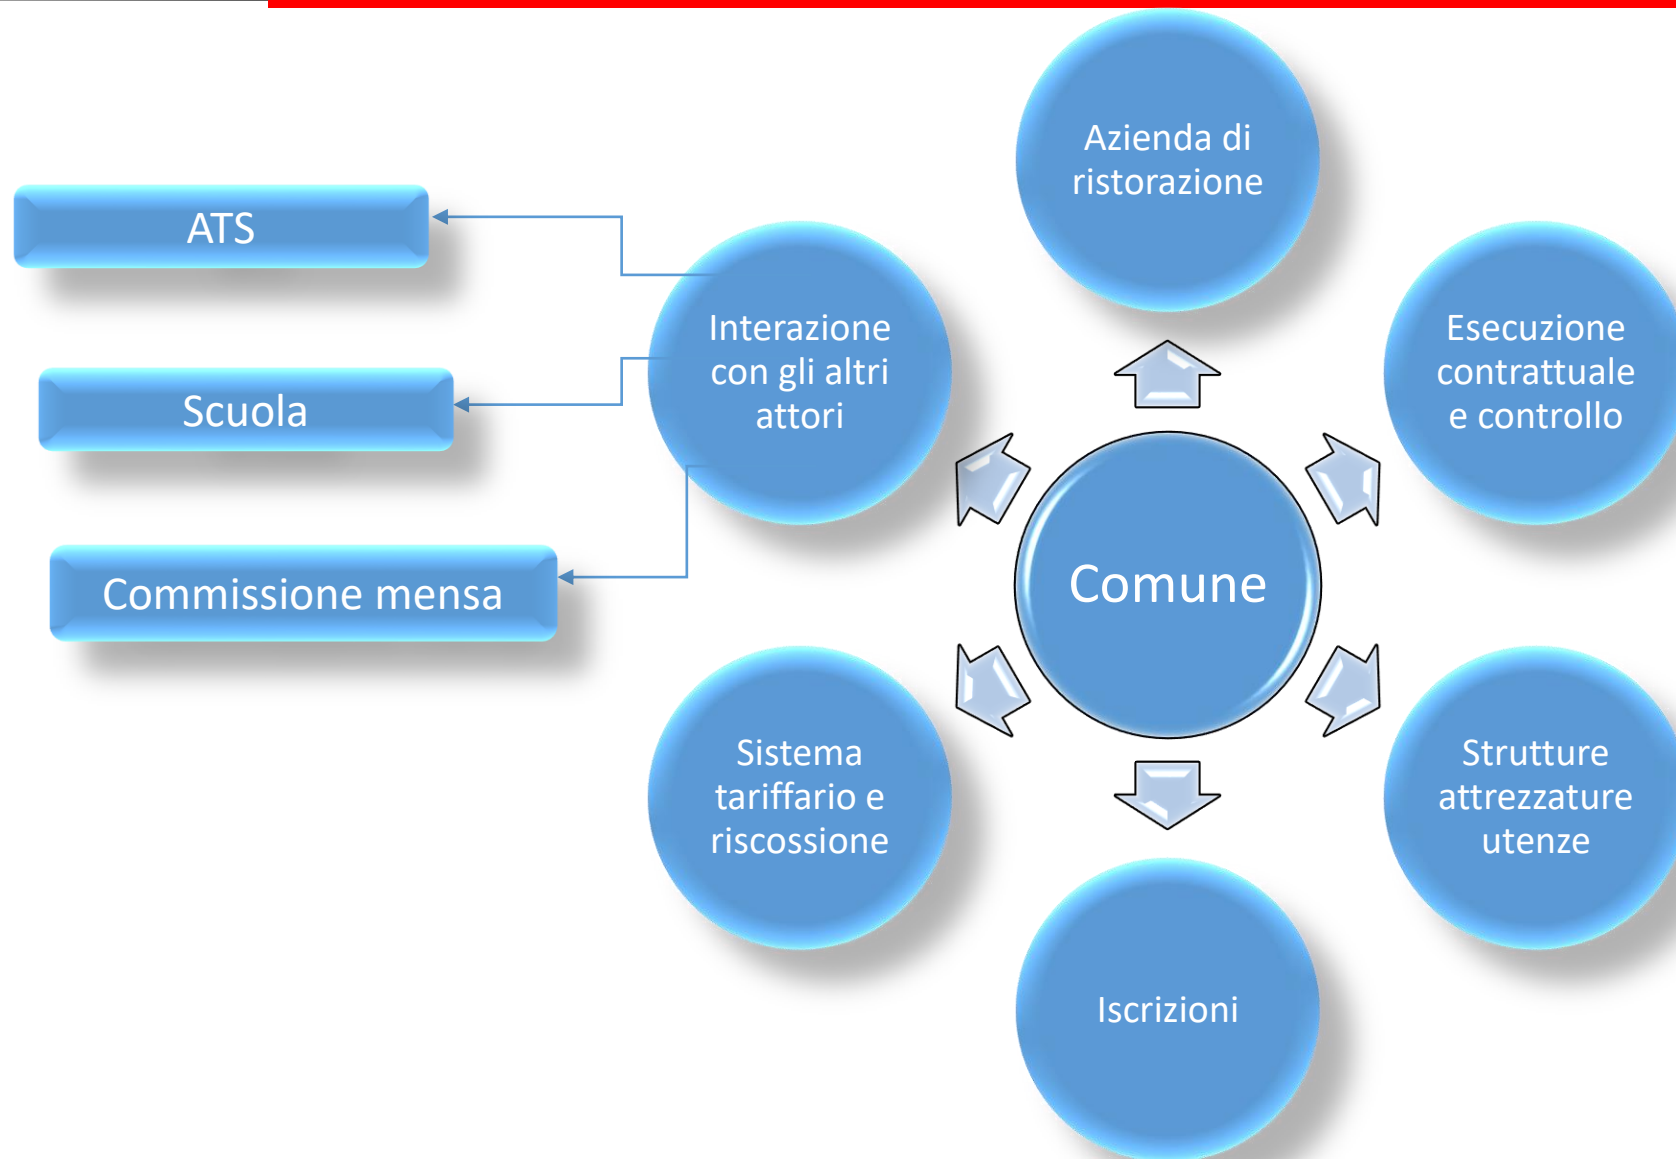 Azienda di
ristorazione
ATS
Interazione
con gli altri
attori
Esecuzione
contrattuale
e controllo
Scuola
Commissione mensa
Comune
Sistema
tariffario e
riscossione
Strutture
attrezzature
utenze
Iscrizioni